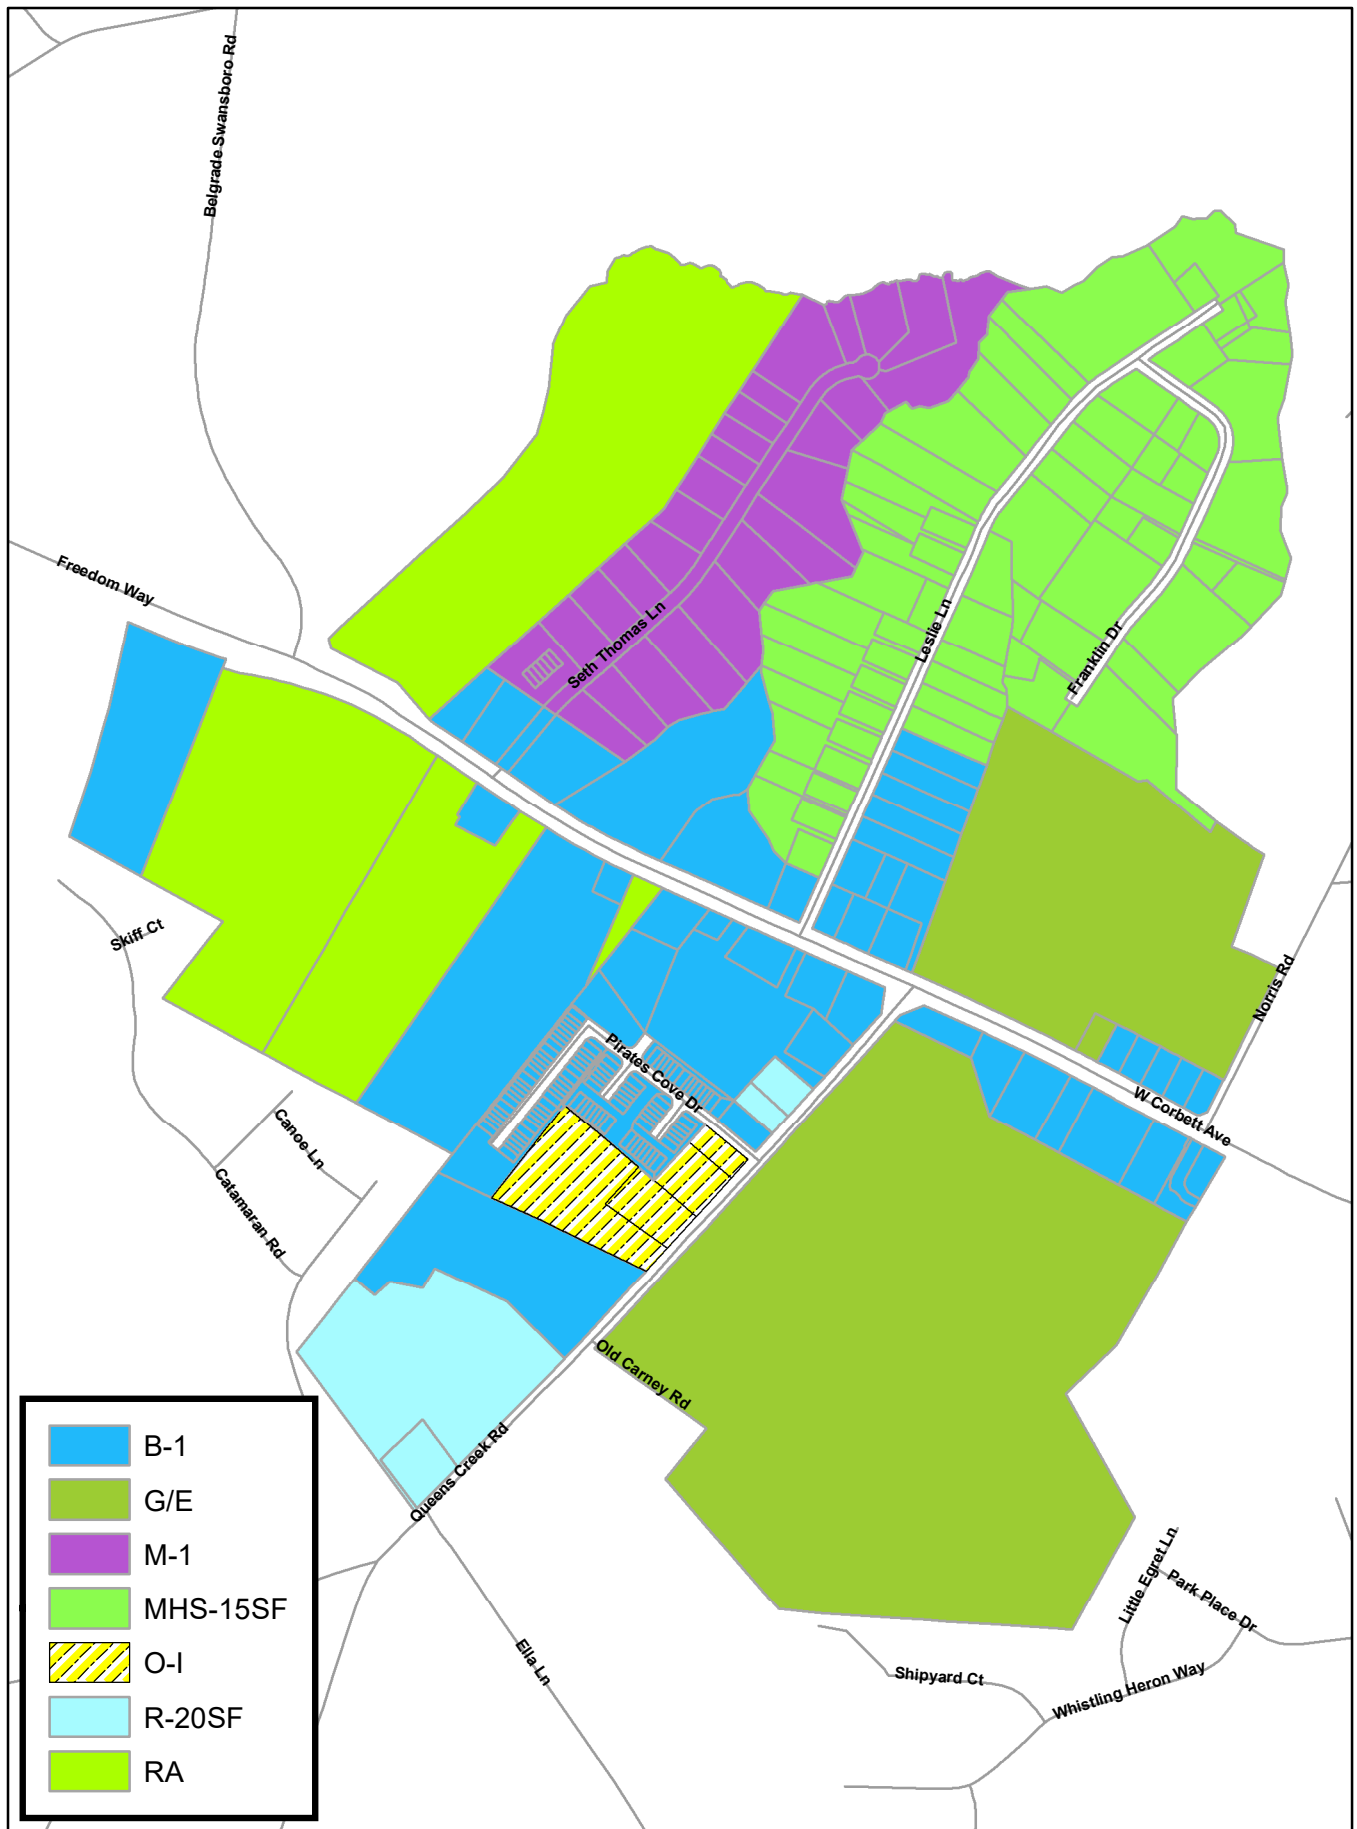 Belgrade Swansboro Rd
Freedom Way
Seth Thomas Ln
Leslie Ln
Franklin Dr
Skiff Ct
Norris Rd
Pirates Cove Dr
W Corbett Ave
Canoe Ln
Catamaran Rd
Old Carney Rd
Queens Creek Rd
Ella Ln
Little Egret Ln
Park Place Dr
Shipyard Ct
Whistling Heron Way
B-1
G/E
M-1
MHS-15SF
O-I
R-20SF
RA